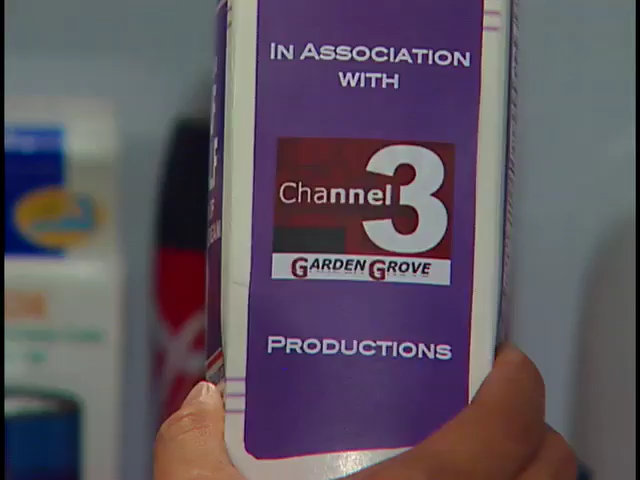 In Association
with
Channel 3
Garden Grove
Productions